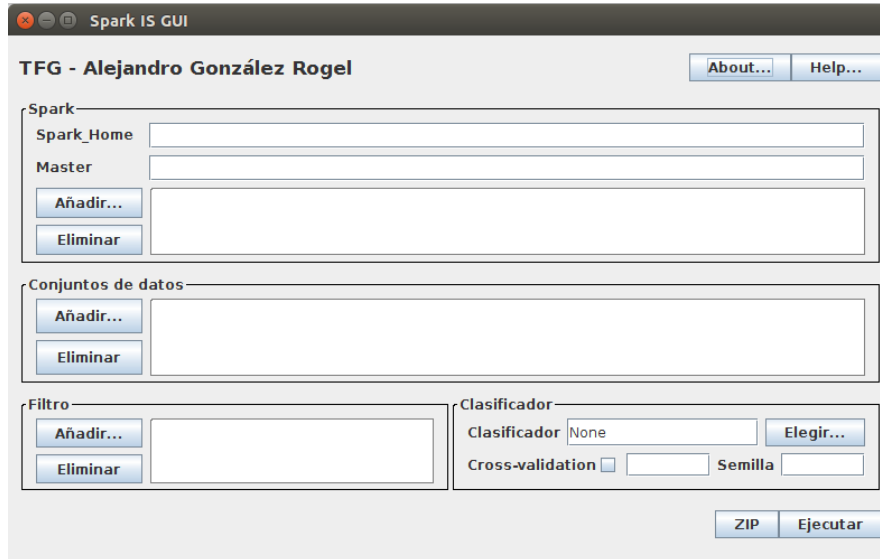 Spark IS GUI
TFG - Alejandro González Rogel
About... Help...
Spark
Spark_Home
Master
Añadir...
Eliminar
Conjuntos de datos
Añadir...
Eliminar
Filtro
Añadir...
Eliminar
Clasificador
Clasificador None Elegir...
Cross-validation Semilla
ZIP Ejecutar